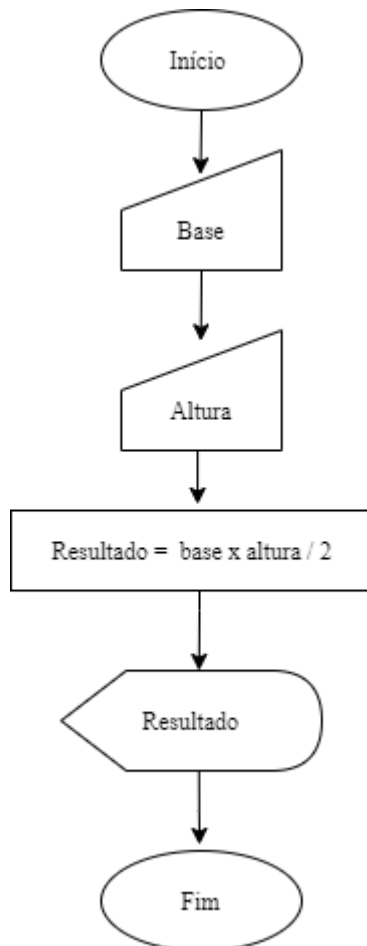 Início
Base
Altura
Resultado = base x altura / 2
Resultado
Fim